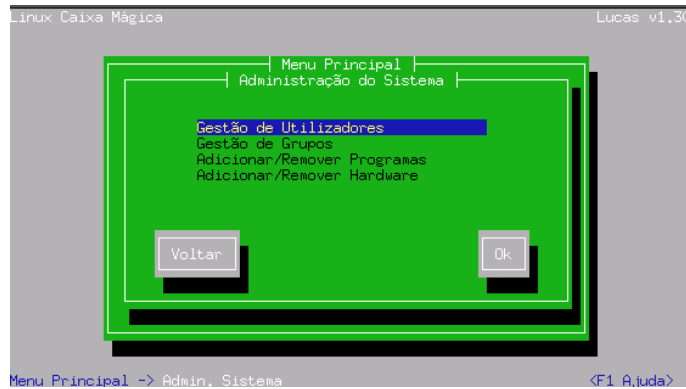 Linux Caixa Mágica Lucas v1.30
Menu Principal
Administração do Sistema
Gestão de Utilizadores
Gestão de Grupos
Adicionar/Remover Programas
Adicionar/Remover Hardware
Voltar Ok
Menu Principal -> Admin. Sistema <F1 Ajuda>